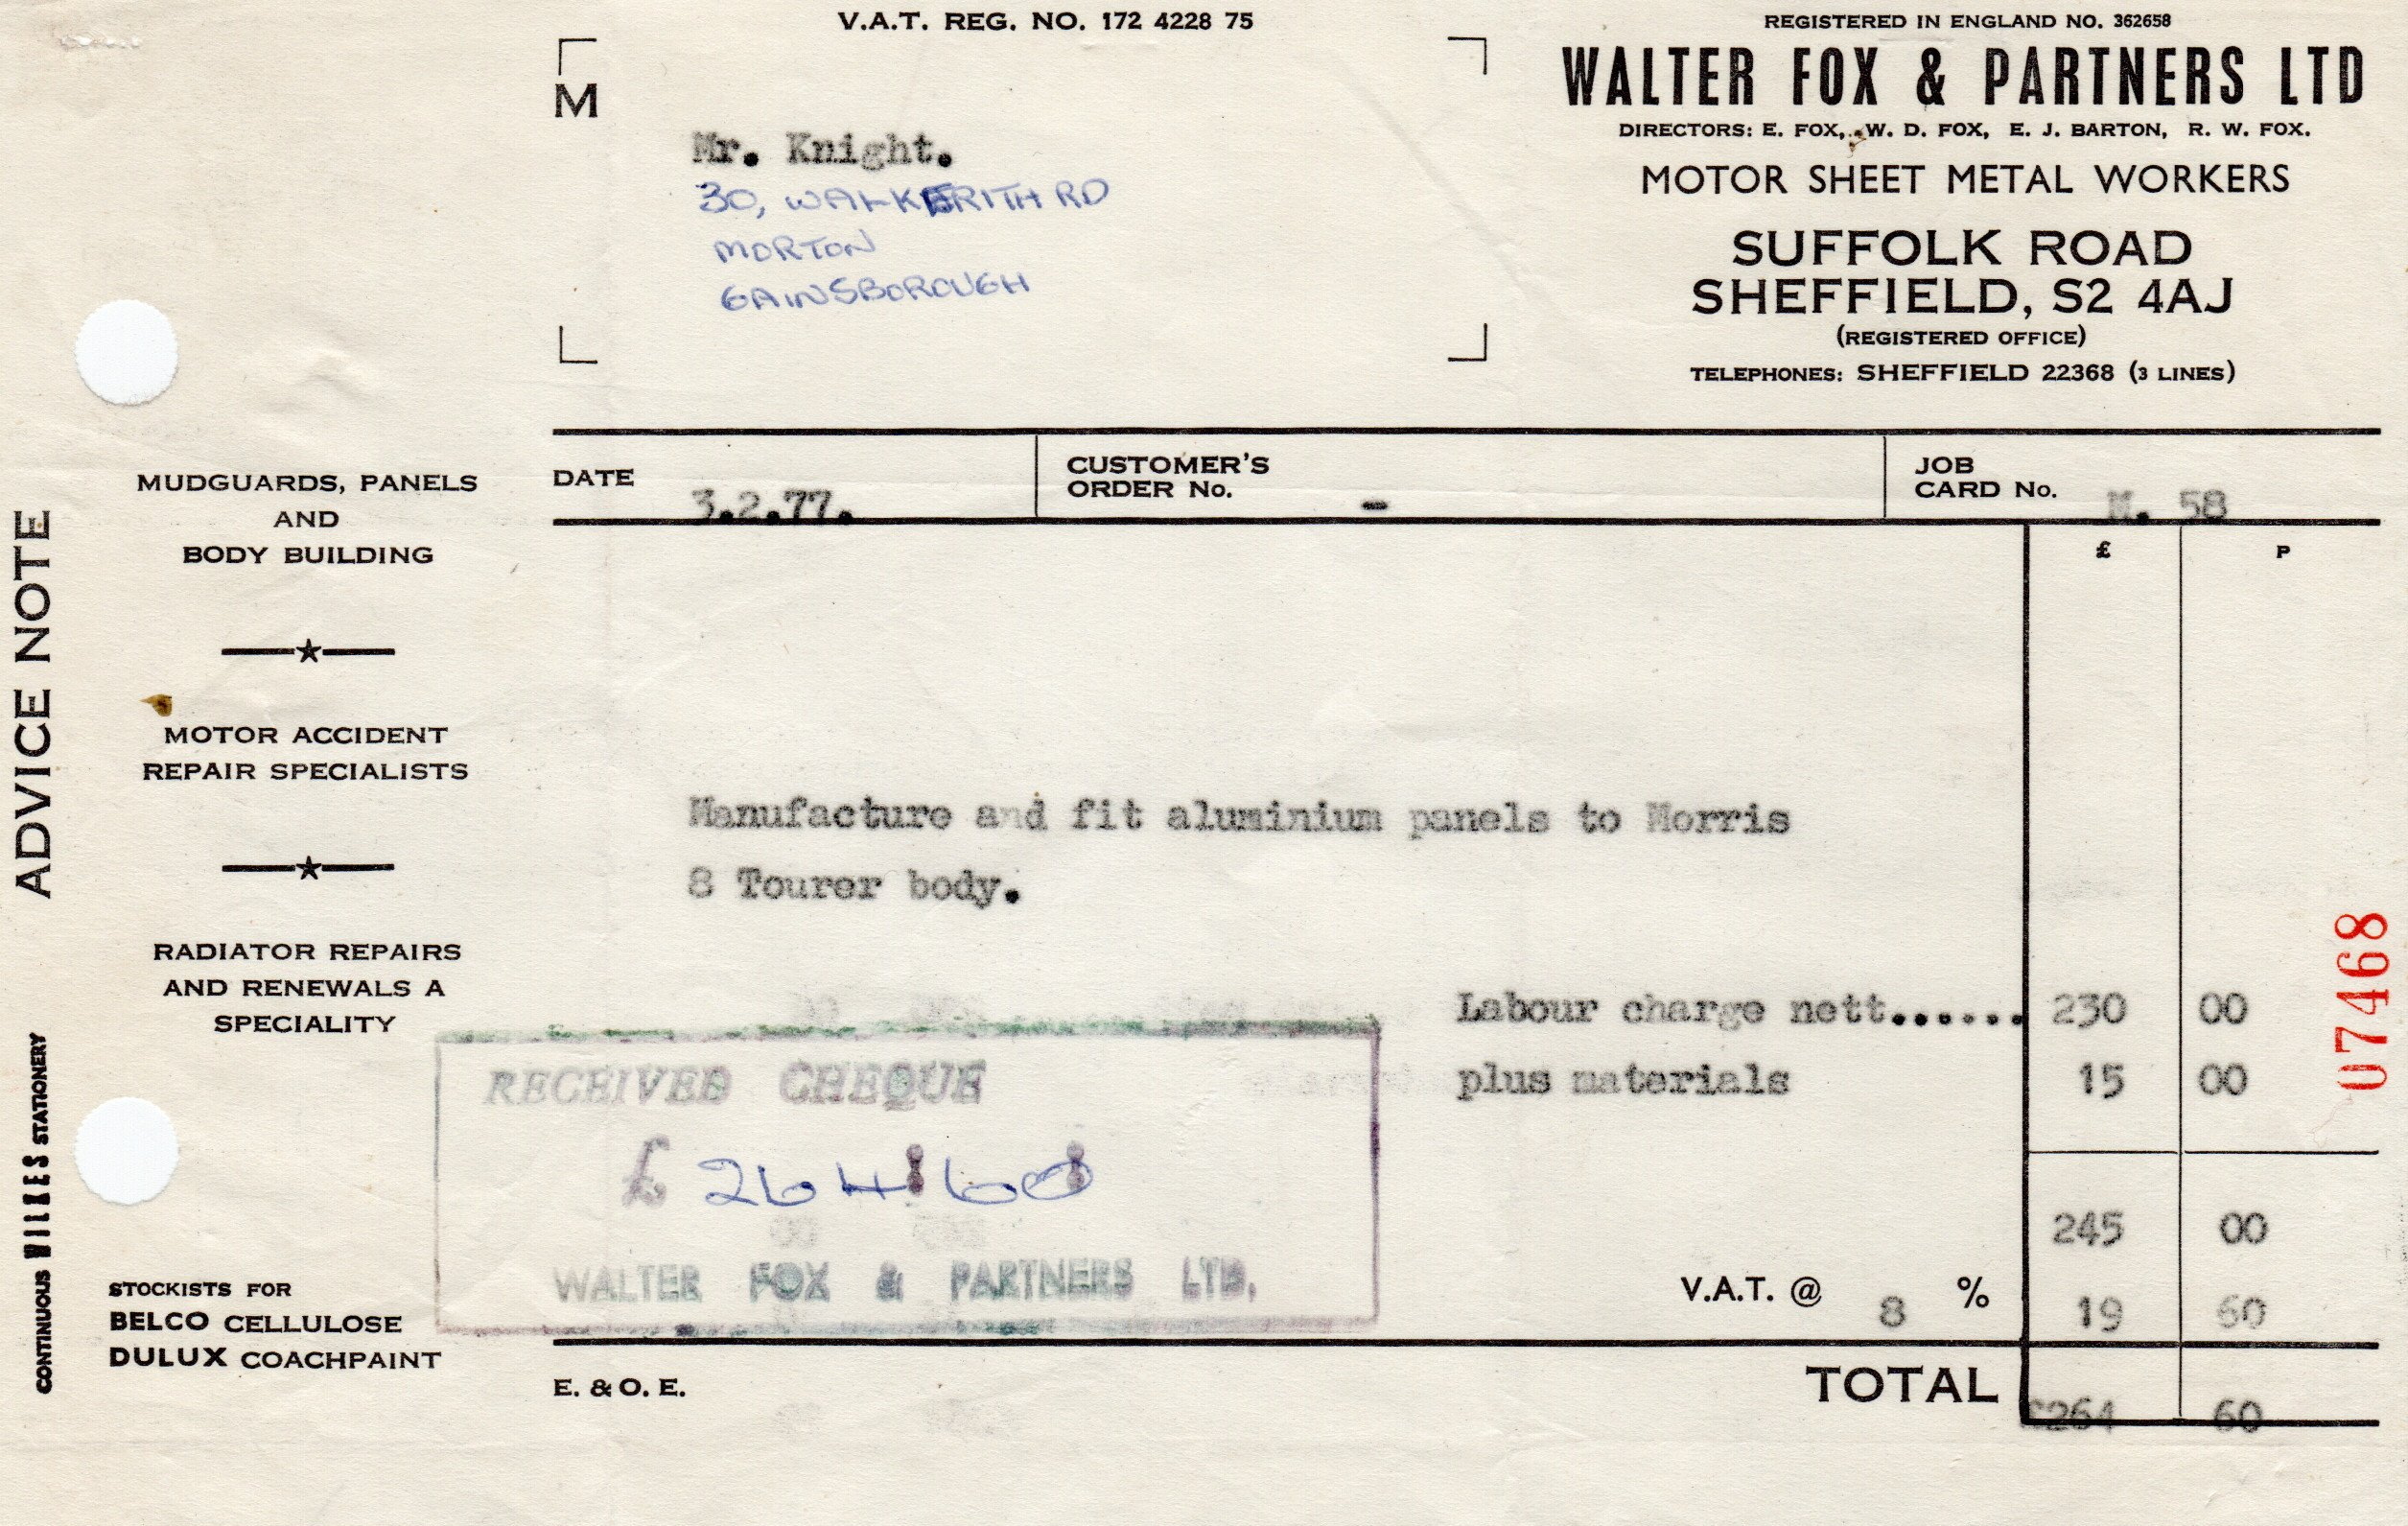 V.A.T. REG. NO. 172 4228 75
REGISTERED IN ENGLAND NO. 362658
WALTER FOX & PARTNERS LTD
DIRECTORS: E. FOX, W. D. FOX, E. J. BARTON, R. W. FOX.
MOTOR SHEET METAL WORKERS
SUFFOLK ROAD
SHEFFIELD, S2 4AJ
(REGISTERED OFFICE)
TELEPHONES: SHEFFIELD 22368 (3 LINES)
M
Mr. Knight.
30, WALKERITH RD
MORTON
GAINSBOROUGH
DATE 3.2.77.
CUSTOMER'S
ORDER No. -
JOB
CARD No. M. 58
£ P
ADVICE NOTE
MUDGUARDS, PANELS
AND
BODY BUILDING
MOTOR ACCIDENT
REPAIR SPECIALISTS
RADIATOR REPAIRS
AND RENEWALS A
SPECIALITY
CONTINUOUS WILKES STATIONERY
STOCKISTS FOR
BELCO CELLULOSE
DULUX COACHPAINT
Manufacture and fit aluminium panels to Morris
8 Tourer body.
Labour charge nett...... 230 00
plus materials 15 00
245 00
V.A.T. @ 8 % 19 60
TOTAL £264 60
E. & O. E.
RECEIVED CHEQUE
£ 264 : 60 :
WALTER FOX & PARTNERS LTD.
07468